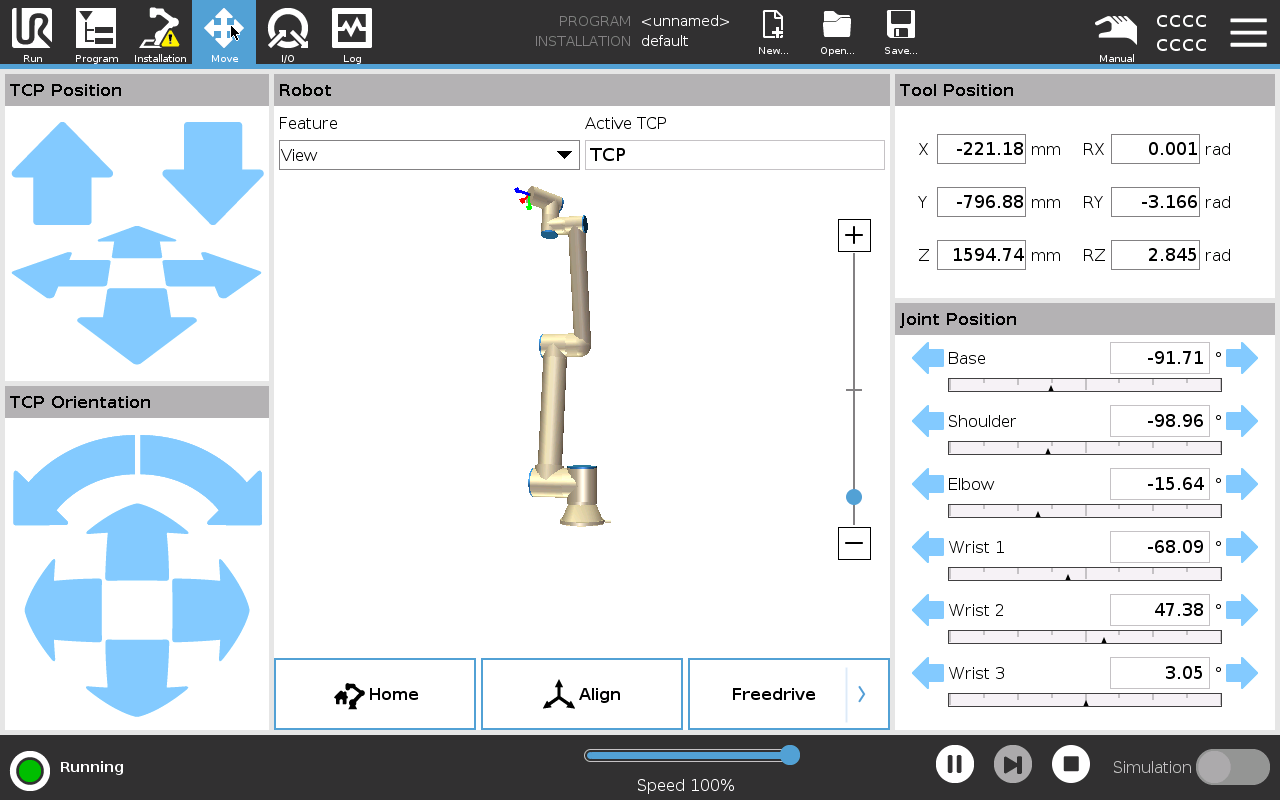 UR
Run
Program
Installation
Move
I/O
Log
PROGRAM <unnamed>
INSTALLATION default
New...
Open...
Save...
Manual
CCCC
CCCC
TCP Position
Robot
Tool Position
Feature
Active TCP
View
TCP
X -221.18 mm RX 0.001 rad
Y -796.88 mm RY -3.166 rad
Z 1594.74 mm RZ 2.845 rad
Joint Position
Base -91.71 °
Shoulder -98.96 °
TCP Orientation
Elbow -15.64 °
Wrist 1 -68.09 °
Wrist 2 47.38 °
Wrist 3 3.05 °
Home
Align
Freedrive
Running
Speed 100%
Simulation